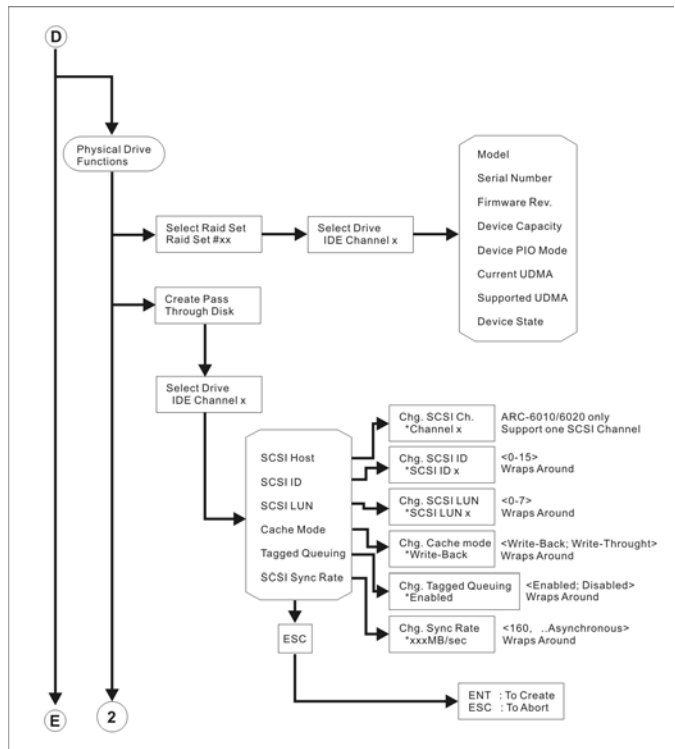 D
Physical Drive
Functions
Select Raid Set
Raid Set #xx
Select Drive
IDE Channel x
Model
Serial Number
Firmware Rev.
Device Capacity
Device PIO Mode
Current UDMA
Supported UDMA
Device State
Create Pass
Through Disk
Select Drive
IDE Channel x
SCSI Host
SCSI ID
SCSI LUN
Cache Mode
Tagged Queuing
SCSI Sync Rate
Chg. SCSI Ch.
*Channel x
ARC-6010/6020 only
Support one SCSI Channel
Chg. SCSI ID
*SCSI ID x
<0-15>
Wraps Around
Chg. SCSI LUN
*SCSI LUN x
<0-7>
Wraps Around
Chg. Cache mode
*Write-Back
<Write-Back; Write-Throught>
Wraps Around
Chg. Tagged Queuing
*Enabled
<Enabled; Disabled>
Wraps Around
Chg. Sync Rate
*xxxMB/sec
<160, ..Asynchronous>
Wraps Around
ESC
ENT : To Create
ESC : To Abort
E
2